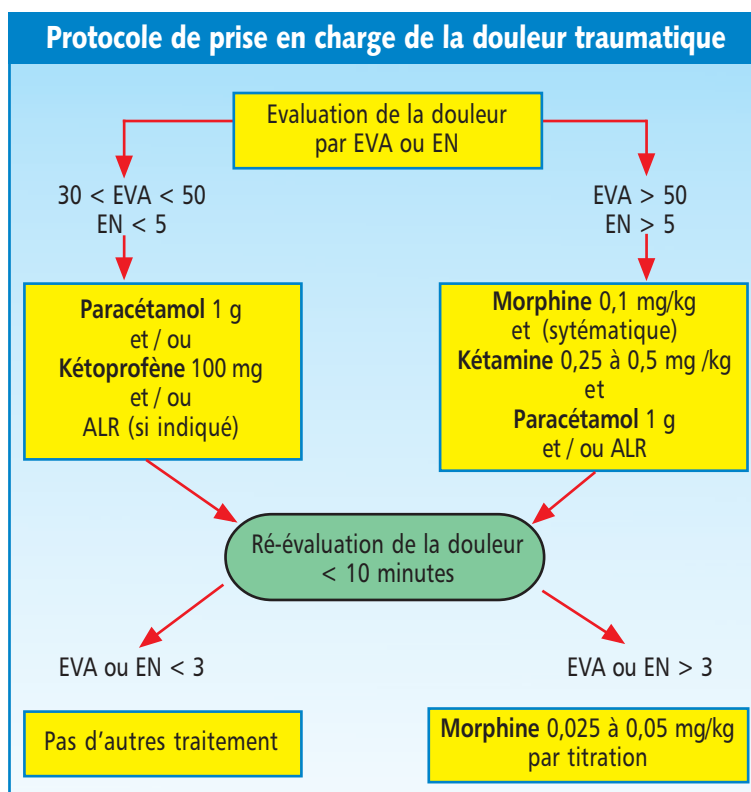 Protocole de prise en charge de la douleur traumatique
Evaluation de la douleur
par EVA ou EN
30 < EVA < 50
EN < 5
EVA > 50
EN > 5
Paracétamol 1 g
et / ou
Kétoprofène 100 mg
et / ou
ALR (si indiqué)
Morphine 0,1 mg/kg
et (sytématique)
Kétamine 0,25 à 0,5 mg /kg
et
Paracétamol 1 g
et / ou ALR
Ré-évaluation de la douleur
< 10 minutes
EVA ou EN < 3
EVA ou EN > 3
Pas d'autres traitement
Morphine 0,025 à 0,05 mg/kg
par titration